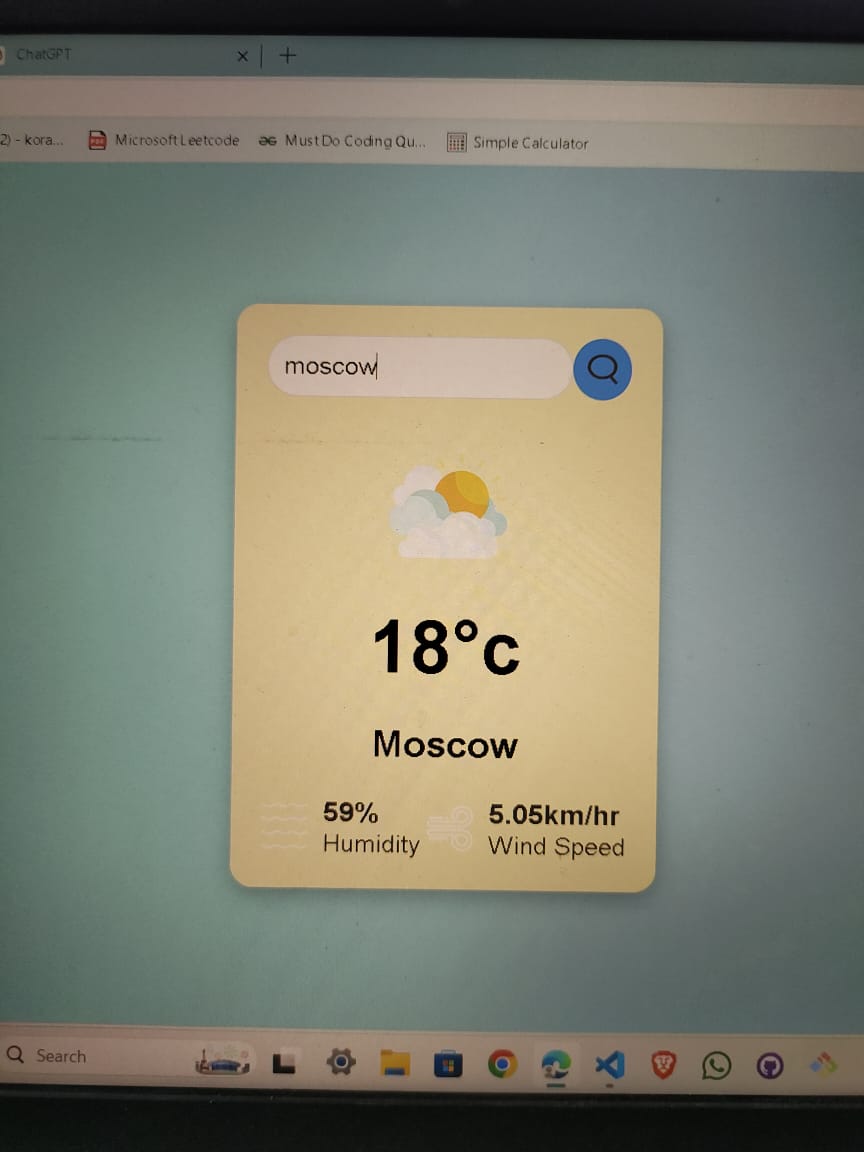 ChatGPT
2) - kora... Microsoft Leetcode Must Do Coding Qu... Simple Calculator
moscow
18°c
Moscow
59% 5.05km/hr
Humidity Wind Speed
Search